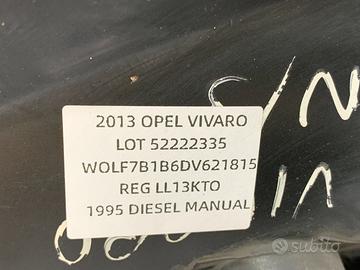 2013 OPEL VIVARO
LOT 52222335
WOLF7B1B6DV621815
REG LL13KTO
1995 DIESEL MANUAL
subito